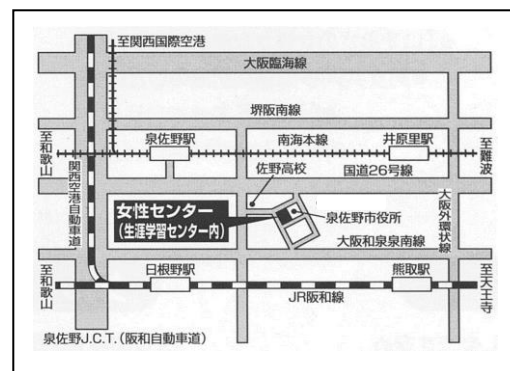 至関西国際空港
大阪臨海線
堺阪南線
至和歌山
泉佐野駅
南海本線
井原里駅
至難波
佐野高校
国道26号線
関西空港自動車道
女性センター
(生涯学習センター内)
泉佐野市役所
大阪外環状線
大阪和泉泉南線
至和歌山
日根野駅
熊取駅
至天王寺
JR阪和線
泉佐野J.C.T.(阪和自動車道)